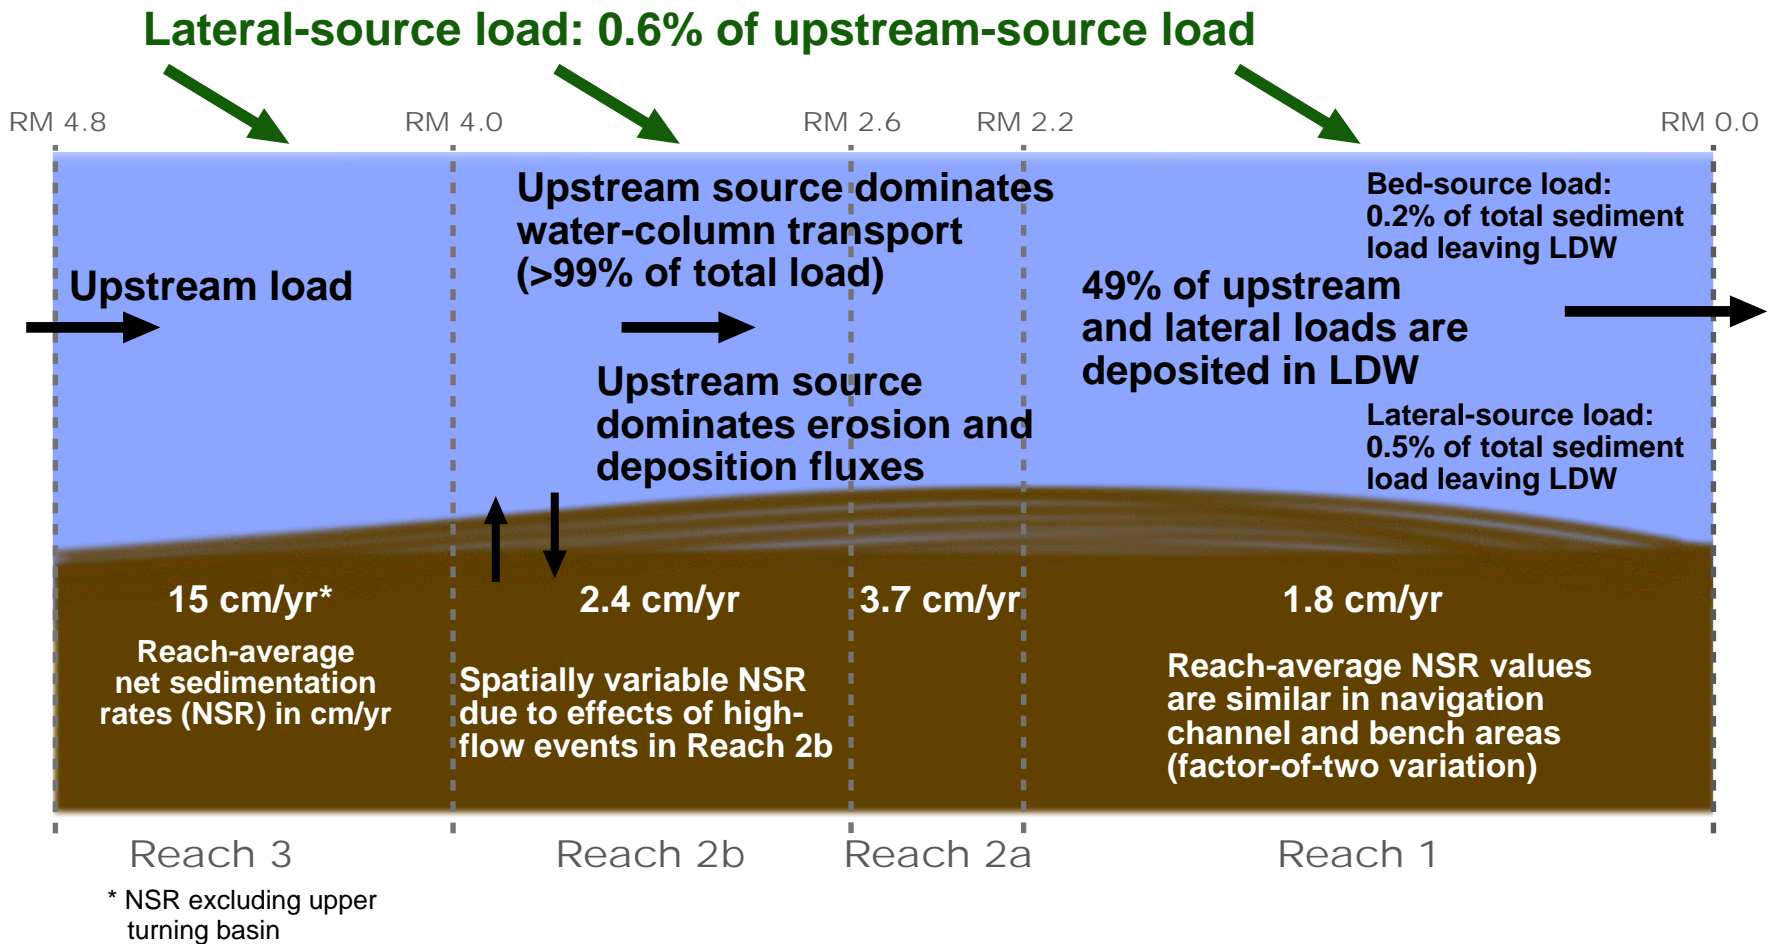 Lateral-source load: 0.6% of upstream-source load
RM 4.8
RM 4.0
RM 2.6
RM 2.2
RM 0.0
Upstream load
Upstream source dominates
water-column transport
(>99% of total load)
Upstream source
dominates erosion and
deposition fluxes
49% of upstream
and lateral loads are
deposited in LDW
Bed-source load:
0.2% of total sediment
load leaving LDW
Lateral-source load:
0.5% of total sediment
load leaving LDW
15 cm/yr*
2.4 cm/yr
3.7 cm/yr
1.8 cm/yr
Reach-average
net sedimentation
rates (NSR) in cm/yr
Spatially variable NSR
due to effects of high-
flow events in Reach 2b
Reach-average NSR values
are similar in navigation
channel and bench areas
(factor-of-two variation)
Reach 3
Reach 2b
Reach 2a
Reach 1
* NSR excluding upper
turning basin